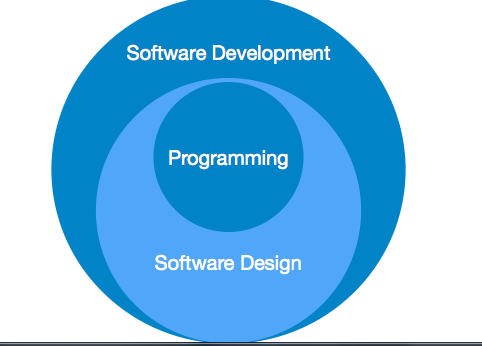 Software Development
Programming
Software Design